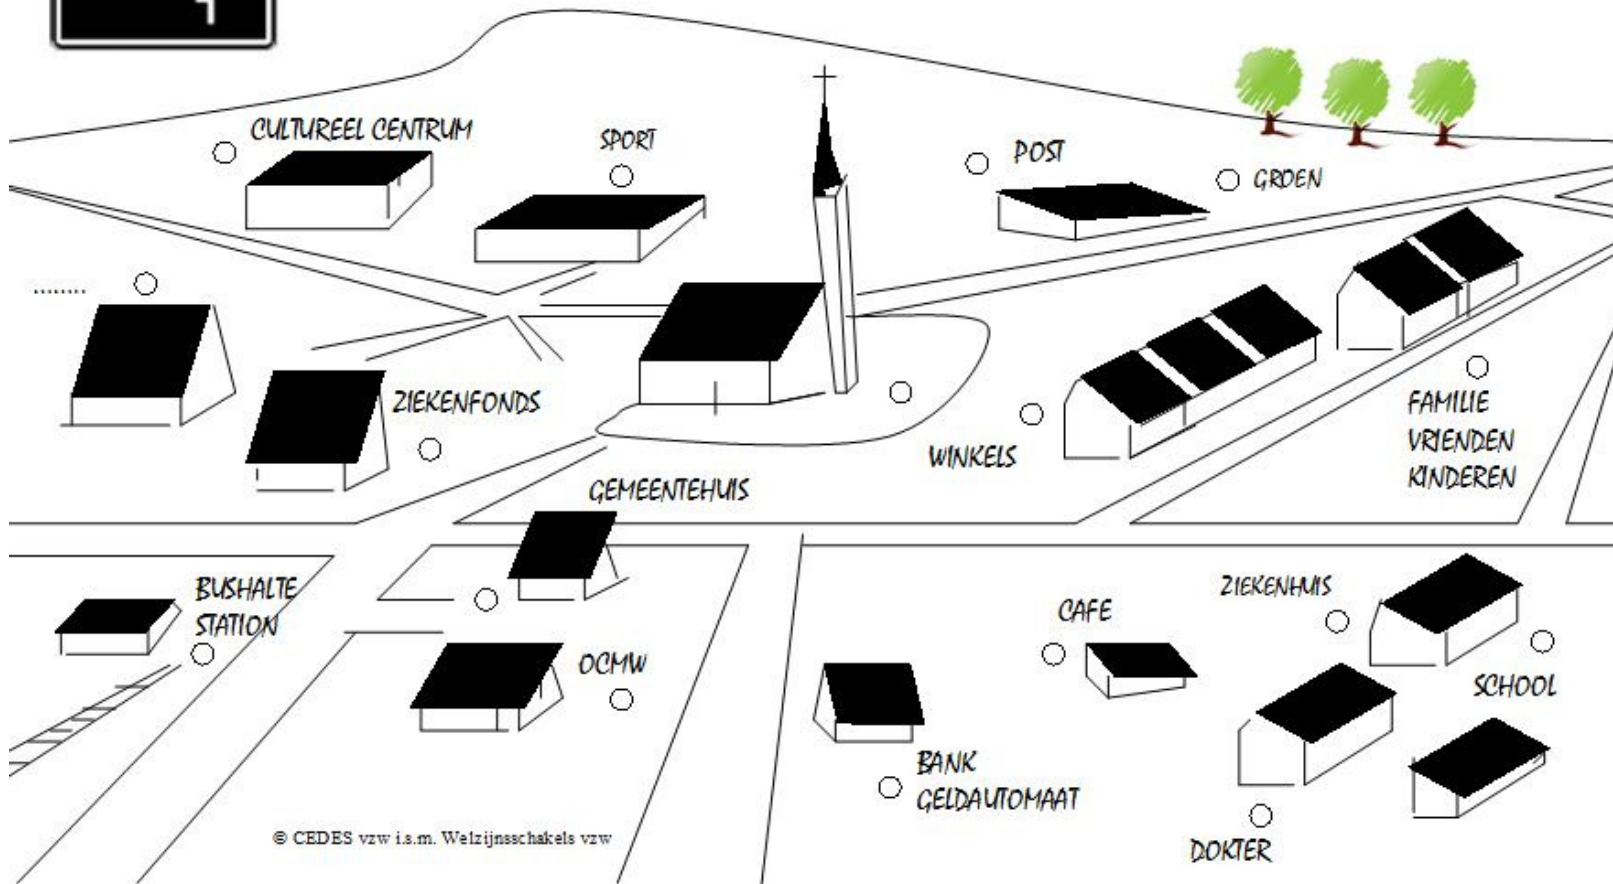 CULTUREEL CENTRUM
SPORT
POST
GROEN
........
ZIEKENFONDS
WINKELS
FAMILIE
VRIENDEN
KINDEREN
GEMEENTEHUIS
BUSHALTE
STATION
OCMW
CAFE
ZIEKENHUIS
SCHOOL
BANK
GELDAUTOMAAT
DOKTER
© CEDES vzw i.s.m. Welzijnsschakels vzw